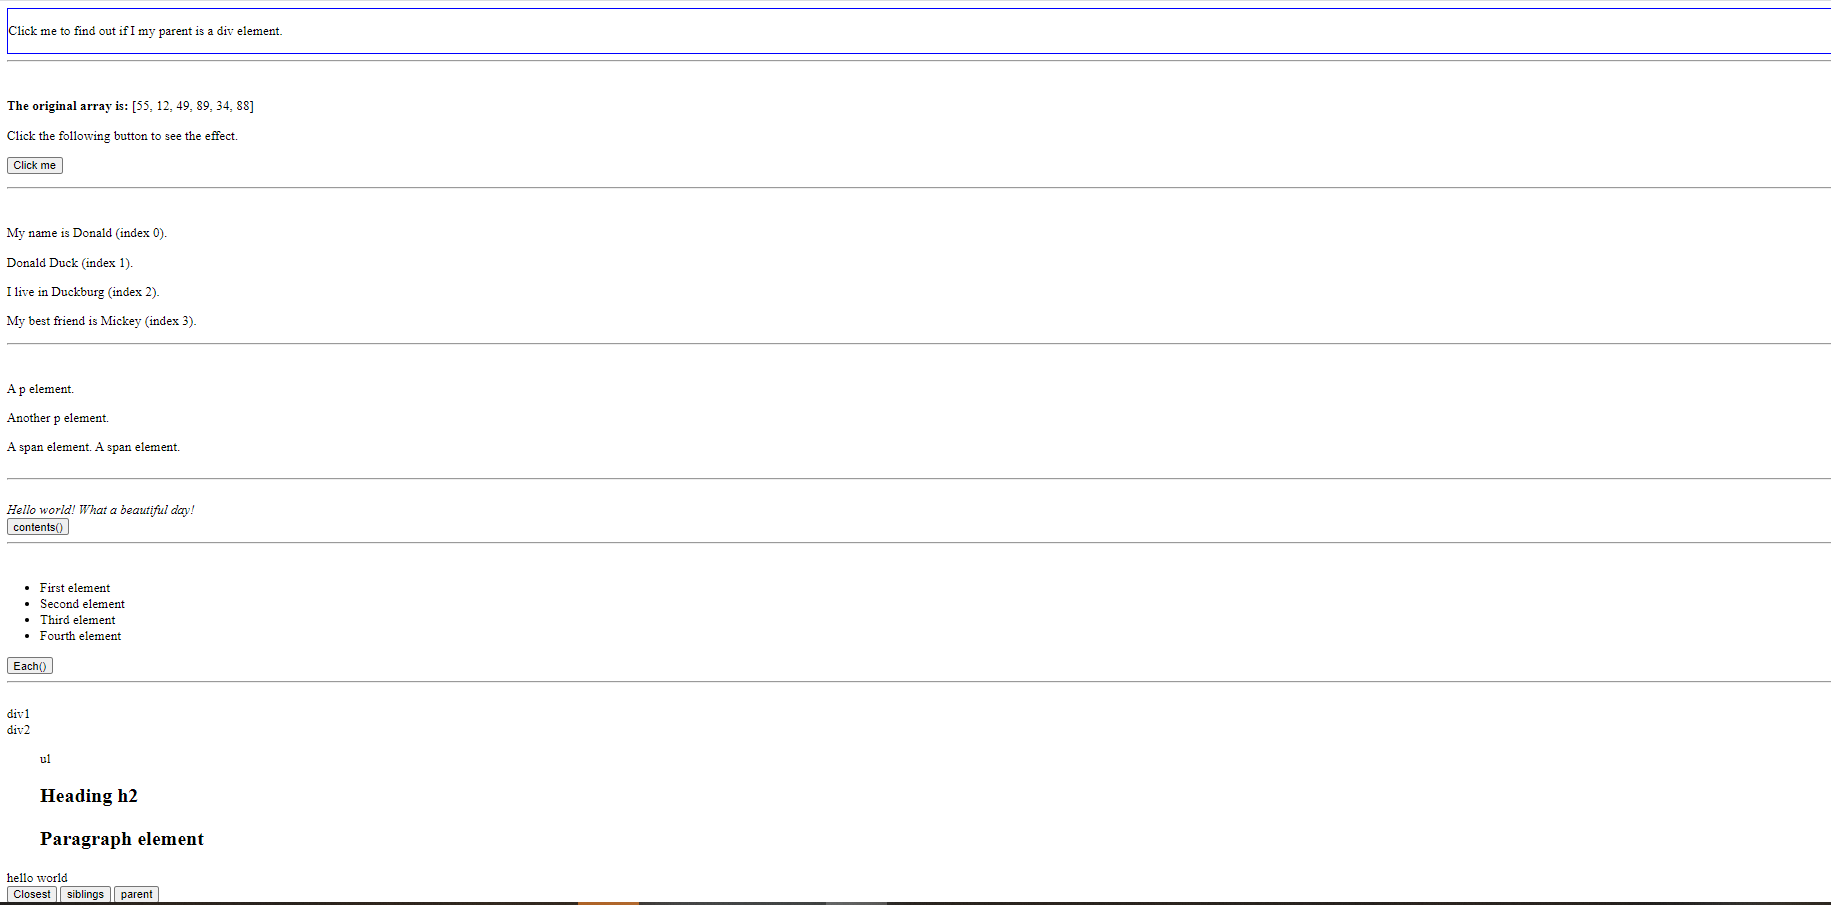 Click me to find out if I my parent is a div element.
The original array is: [55, 12, 49, 89, 34, 88]
Click the following button to see the effect.
Click me
My name is Donald (index 0).
Donald Duck (index 1).
I live in Duckburg (index 2).
My best friend is Mickey (index 3).
A p element.
Another p element.
A span element. A span element.
Hello world! What a beautiful day!
contents()
First element
Second element
Third element
Fourth element
Each()
div1
div2
ul
Heading h2
Paragraph element
hello world
Closest siblings parent